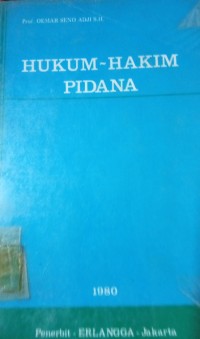 Prof. OEMAR SENO ADJI S.H.
HUKUM~HAKIM
PIDANA
1980
Penerbit - ERLANGGA - Jakarta